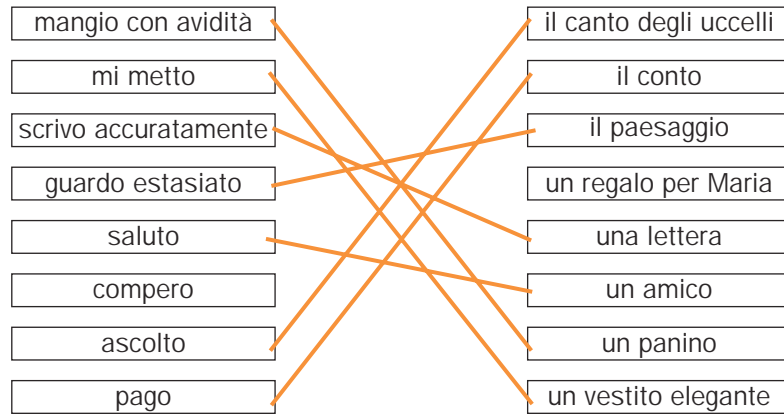 mangio con avidità
il canto degli uccelli
mi metto
il conto
scrivo accuratamente
il paesaggio
guardo estasiato
un regalo per Maria
saluto
una lettera
compero
un amico
ascolto
un panino
pago
un vestito elegante